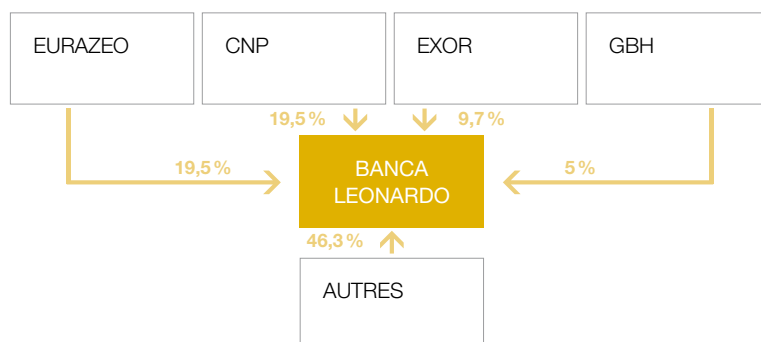 EURAZEO
CNP
EXOR
GBH
19,5 %
9,7 %
19,5 %
BANCA
LEONARDO
5 %
46,3 %
AUTRES